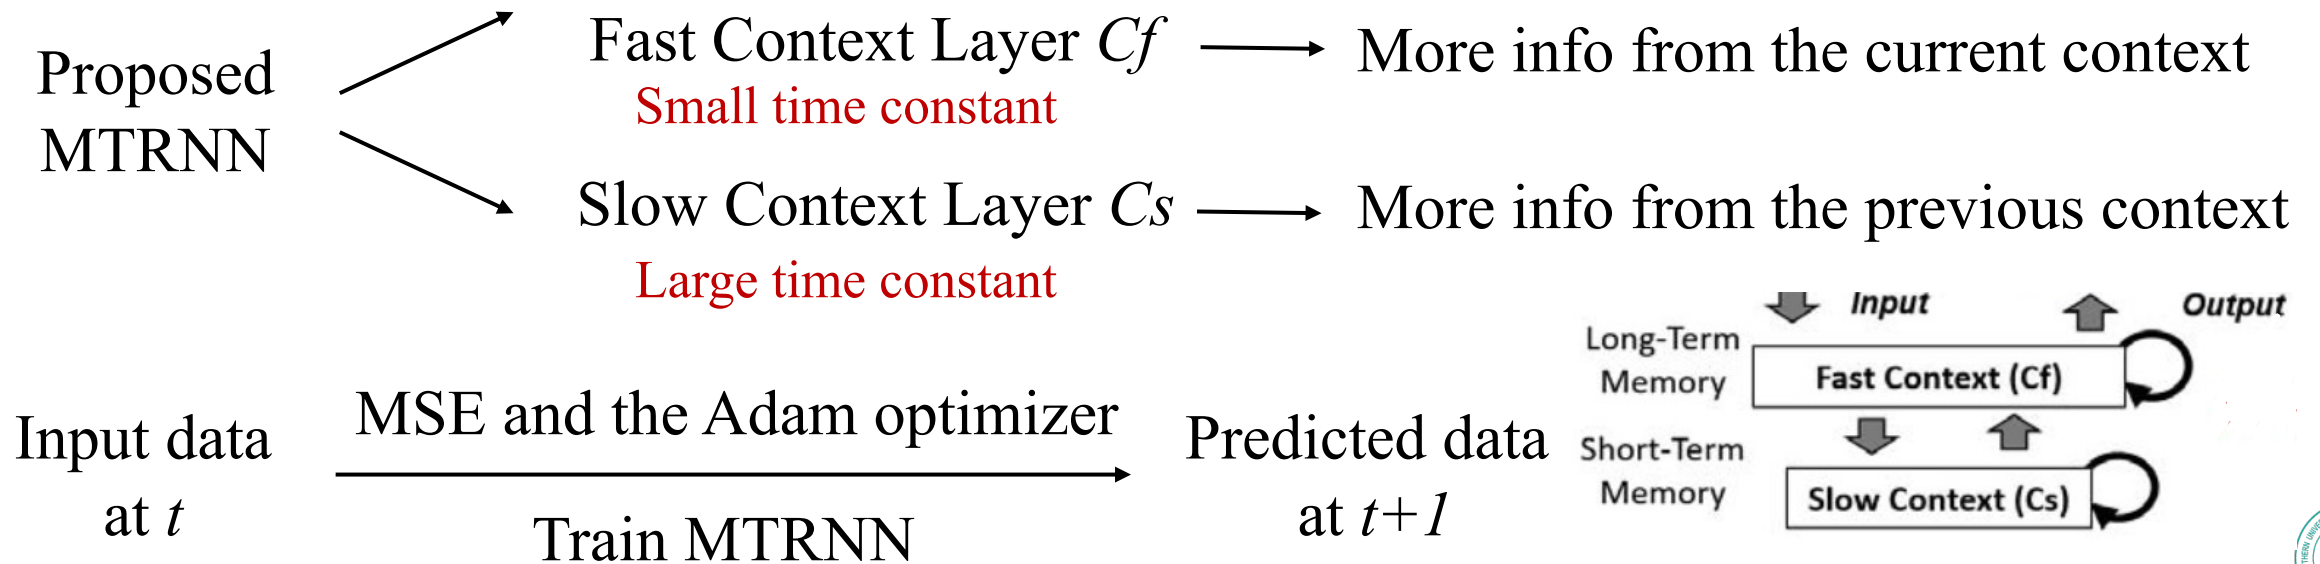 Proposed
MTRNN
Fast Context Layer Cf
Small time constant
More info from the current context
Slow Context Layer Cs
Large time constant
More info from the previous context
Input data
at t
MSE and the Adam optimizer
Train MTRNN
Predicted data
at t+1
Input
Output
Long-Term
Memory
Fast Context (Cf)
Short-Term
Memory
Slow Context (Cs)